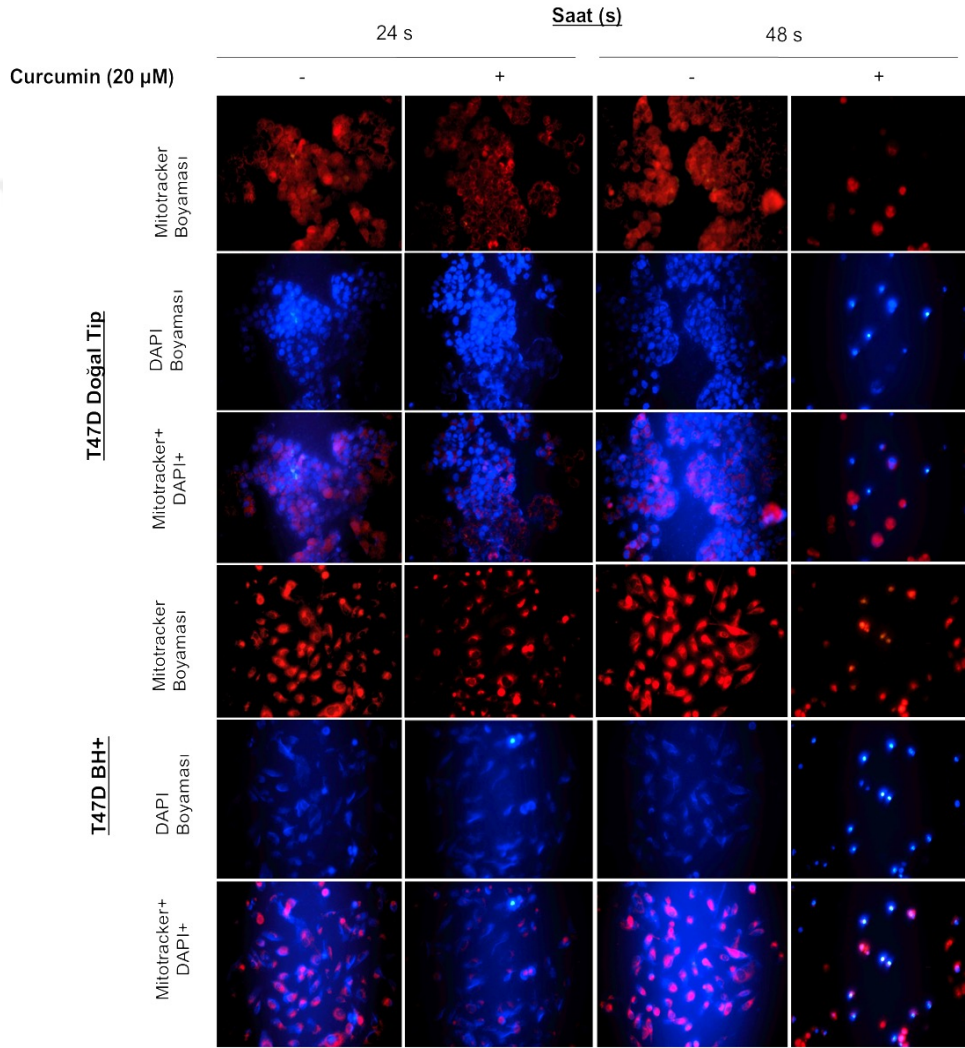 Saat (s)
24 s
48 s
Curcumin (20 µM)
-
+
-
+
T47D Doğal Tip
Mitotracker
Boyaması
DAPI
Boyaması
Mitotracker+
DAPI+
T47D BH+
Mitotracker
Boyaması
DAPI
Boyaması
Mitotracker+
DAPI+